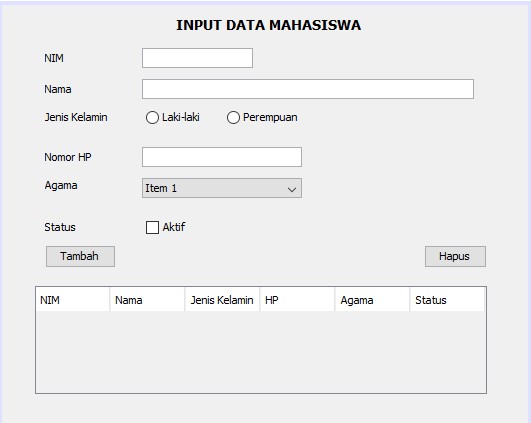 INPUT DATA MAHASISWA
NIM
Nama
Jenis Kelamin Laki-laki Perempuan
Nomor HP
Agama Item 1
Status Aktif
Tambah Hapus
NIM Nama Jenis Kelamin HP Agama Status